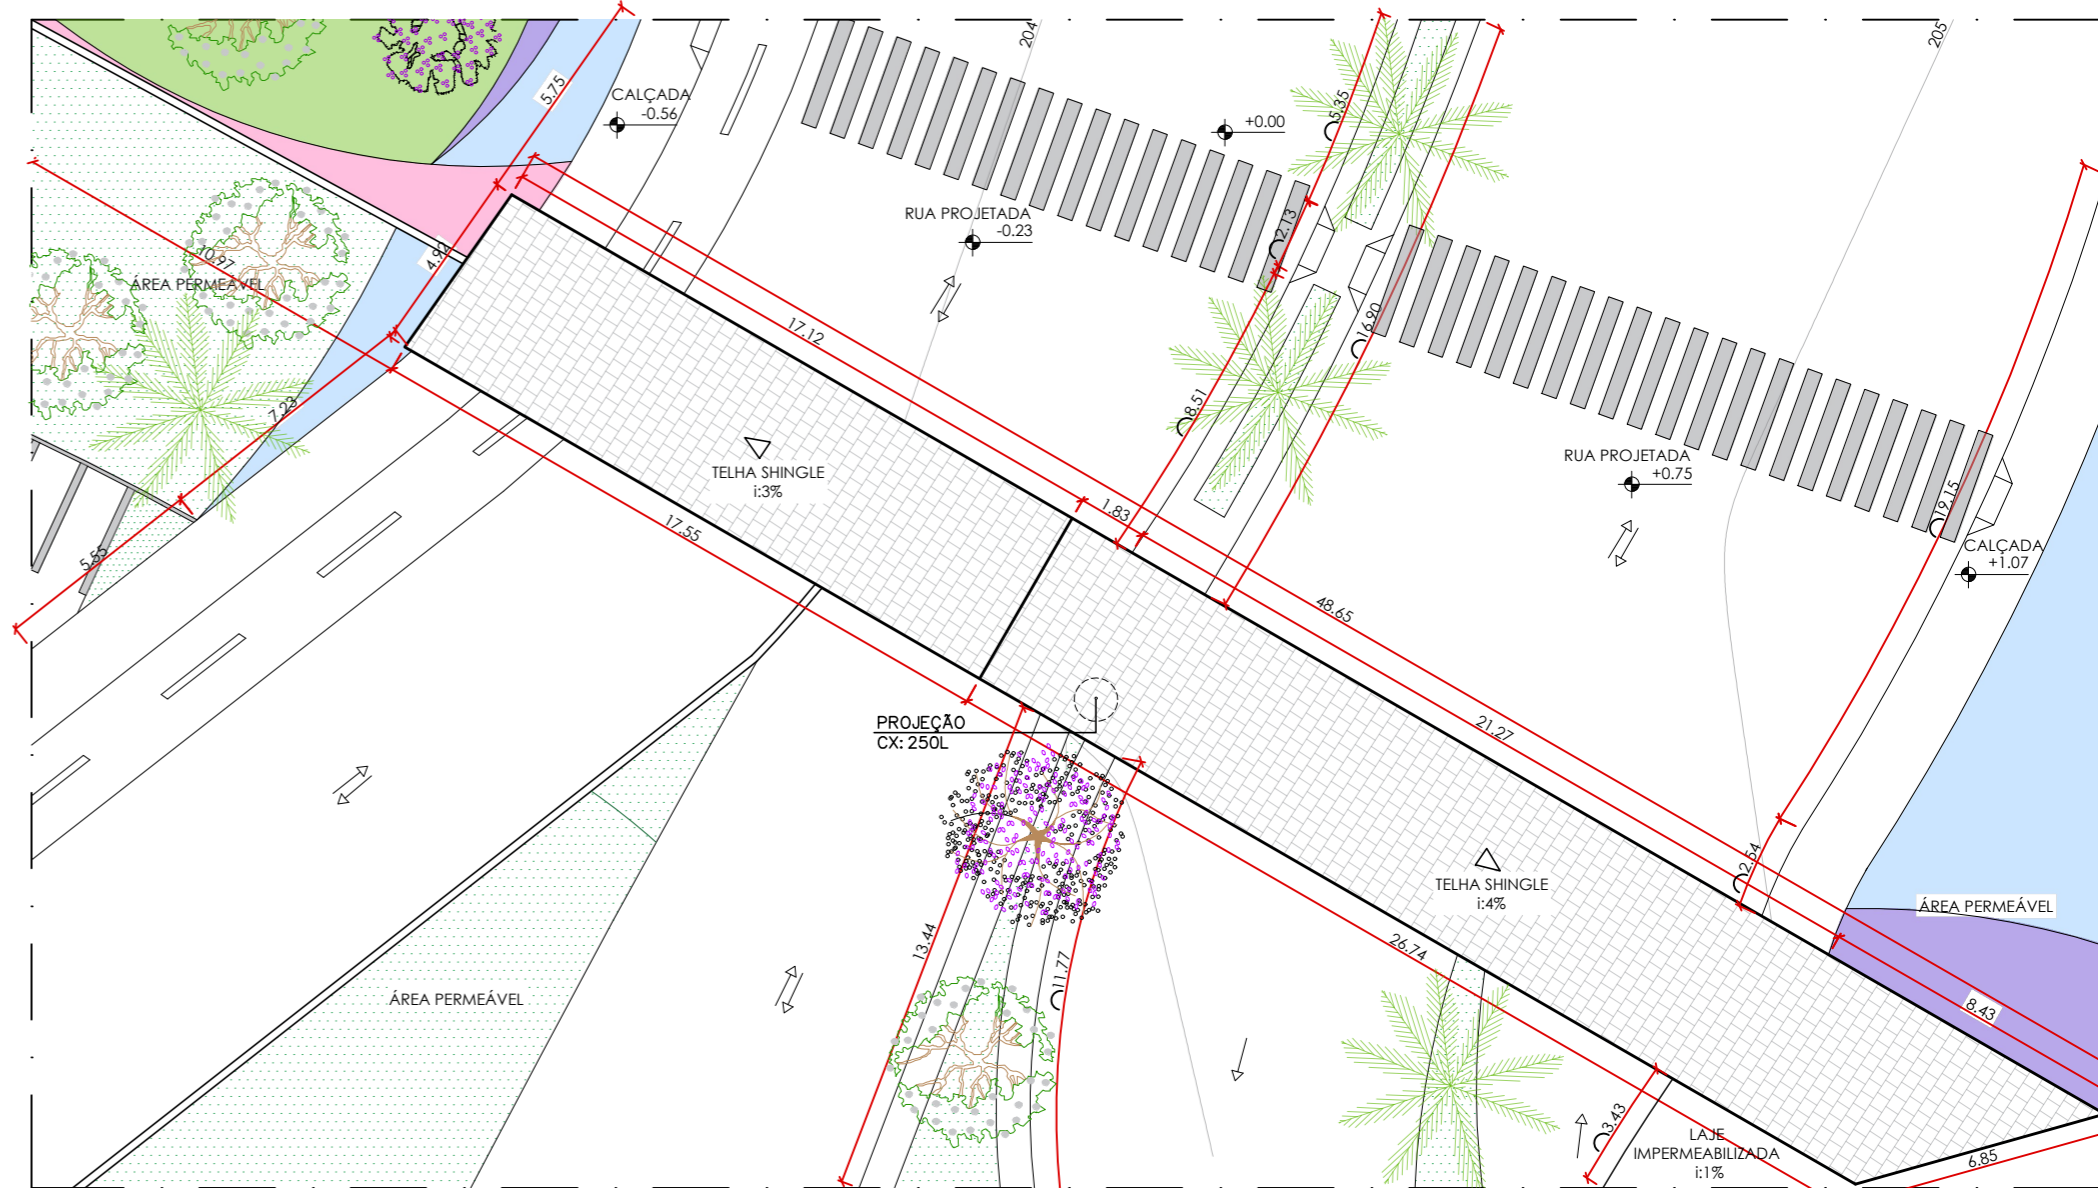 204
205
5.75
CALÇADA
-0.56
5.35
+0.00
RUA PROJETADA
-0.23
2.13
4.92
10.97
ÁREA PERMEÁVEL
17.12
16.90
7.23
8.51
RUA PROJETADA
+0.75
TELHA SHINGLE
i:3%
19.15
1.83
17.55
5.55
CALÇADA
+1.07
48.65
PROJEÇÃO
CX: 250L
21.27
2.54
TELHA SHINGLE
i:4%
ÁREA PERMEÁVEL
13.44
26.74
11.77
ÁREA PERMEÁVEL
8.43
3.43
LAJE
IMPERMEABILIZADA
i:1%
6.85